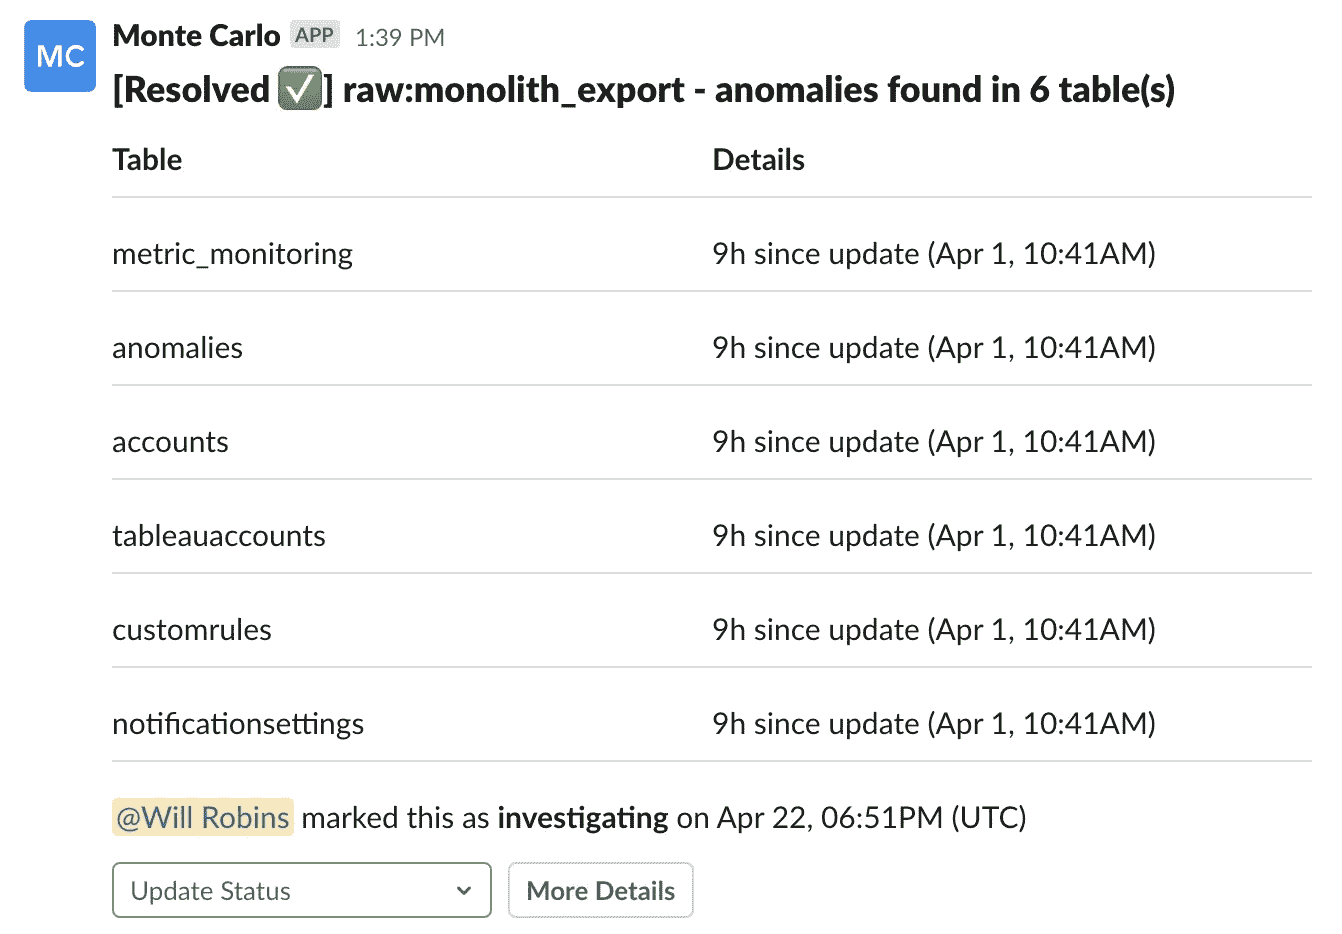 MC
Monte Carlo APP 1:39 PM
[Resolved ✅] raw:monolith_export - anomalies found in 6 table(s)
Table Details
metric_monitoring 9h since update (Apr 1, 10:41AM)
anomalies 9h since update (Apr 1, 10:41AM)
accounts 9h since update (Apr 1, 10:41AM)
tableauaccounts 9h since update (Apr 1, 10:41AM)
customrules 9h since update (Apr 1, 10:41AM)
notificationsettings 9h since update (Apr 1, 10:41AM)
@Will Robins marked this as investigating on Apr 22, 06:51PM (UTC)
Update Status More Details